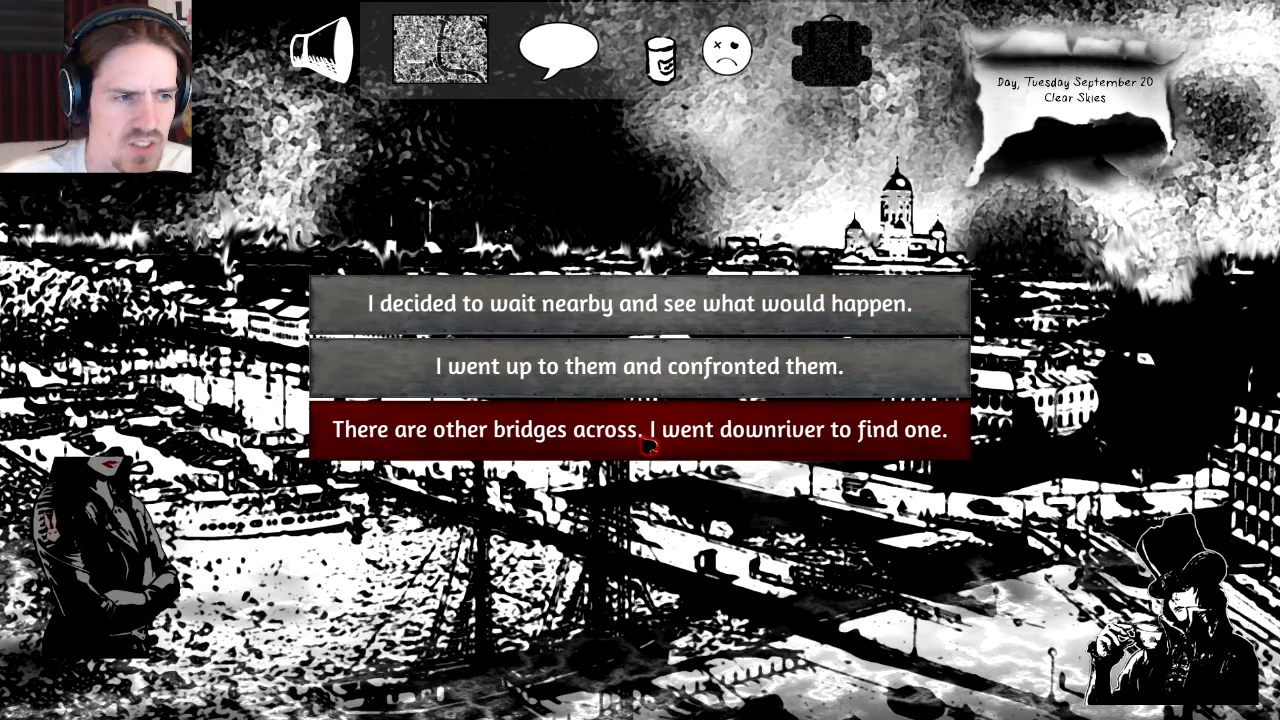 Day, Tuesday September 20
Clear Skies
I decided to wait nearby and see what would happen.
I went up to them and confronted them.
There are other bridges across. I went downriver to find one.